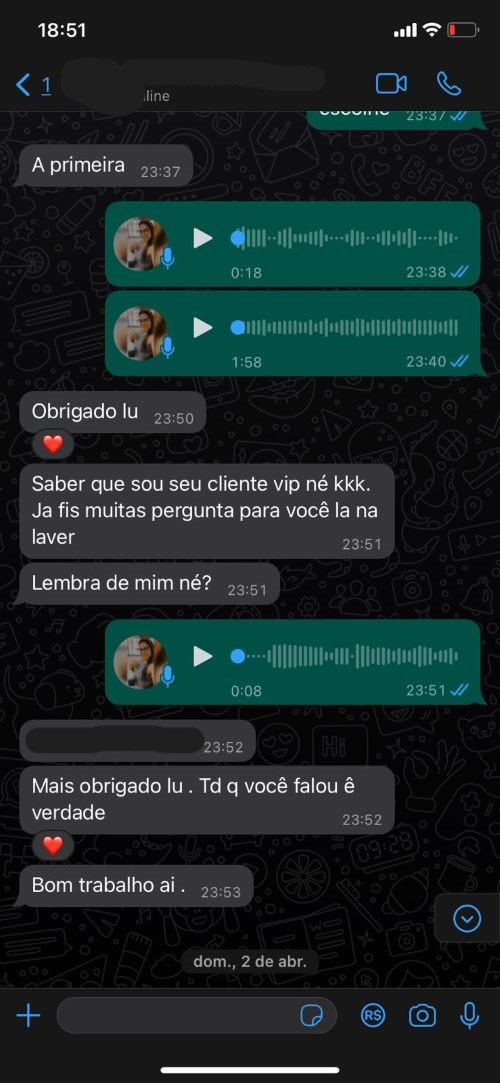 18:51
1
line
escolhe 23:37
A primeira 23:37
0:18 23:38
1:58 23:40
Obrigado lu 23:50
Saber que sou seu cliente vip né kkk.
Ja fis muitas pergunta para você la na
laver 23:51
Lembra de mim né? 23:51
0:08 23:51
23:52
Mais obrigado lu . Td q você falou ê
verdade 23:52
Bom trabalho ai . 23:53
dom., 2 de abr.
R$